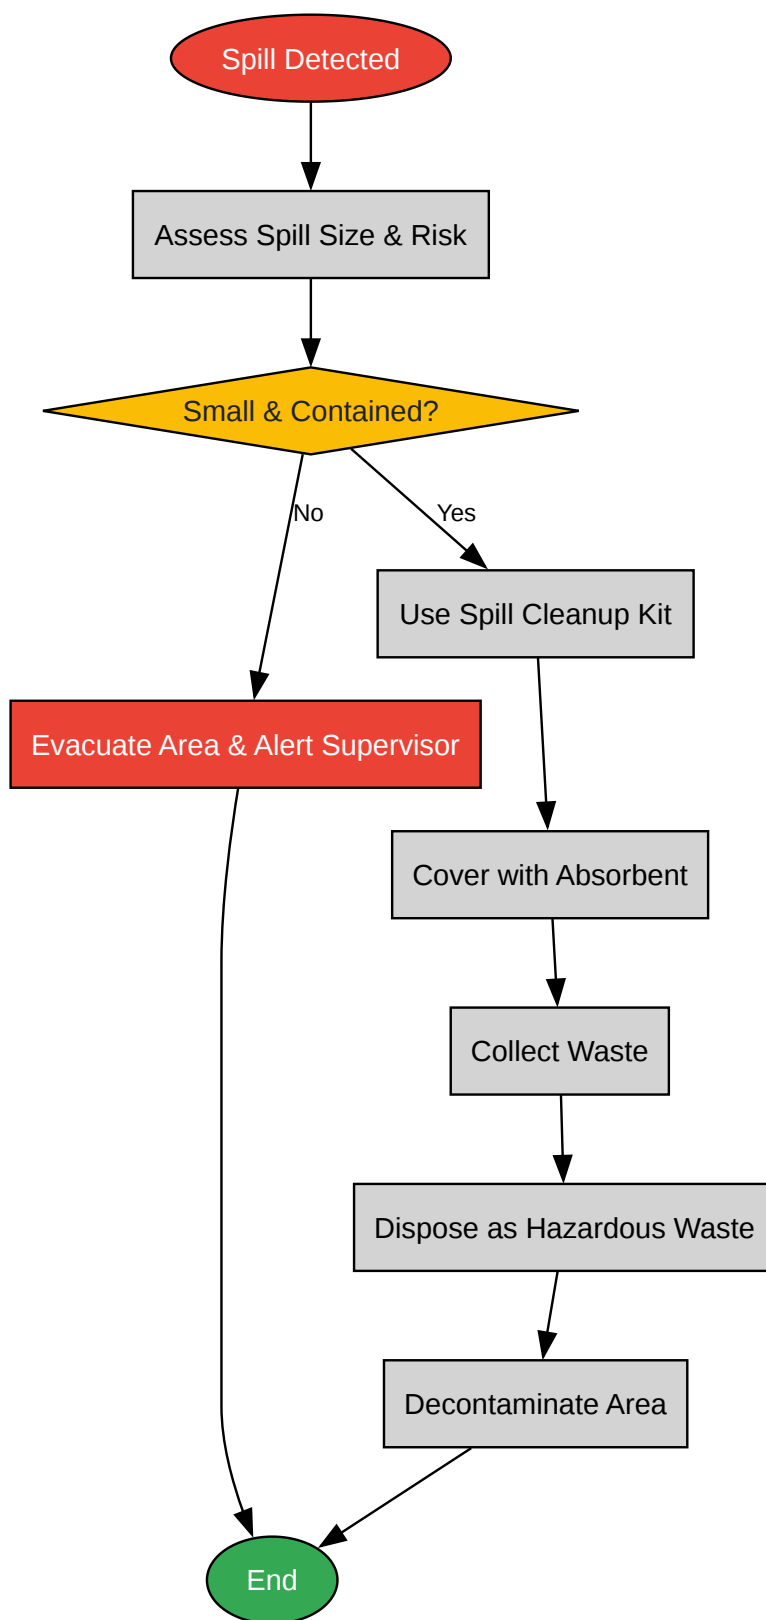 Spill Detected
Assess Spill Size & Risk
Small & Contained?
No
Yes
Use Spill Cleanup Kit
Evacuate Area & Alert Supervisor
Cover with Absorbent
Collect Waste
Dispose as Hazardous Waste
Decontaminate Area
End